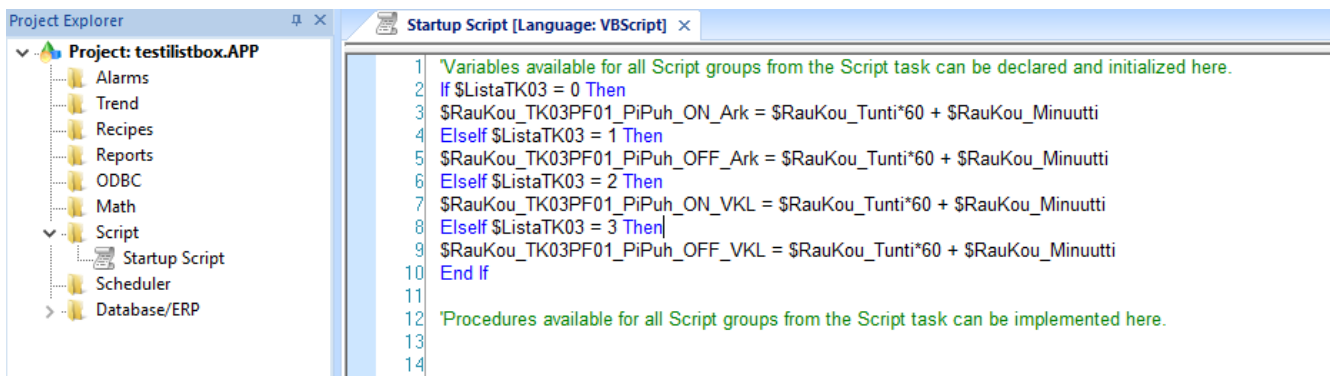 Project Explorer
Project: testilistbox.APP
Alarms
Trend
Recipes
Reports
ODBC
Math
Script
Startup Script
Scheduler
Database/ERP
Startup Script [Language: VBScript]
1 'Variables available for all Script groups from the Script task can be declared and initialized here.
2 If $ListaTK03 = 0 Then
3 $RauKou_TK03PF01_PiPuh_ON_Ark = $RauKou_Tunti*60 + $RauKou_Minuutti
4 ElseIf $ListaTK03 = 1 Then
5 $RauKou_TK03PF01_PiPuh_OFF_Ark = $RauKou_Tunti*60 + $RauKou_Minuutti
6 ElseIf $ListaTK03 = 2 Then
7 $RauKou_TK03PF01_PiPuh_ON_VKL = $RauKou_Tunti*60 + $RauKou_Minuutti
8 ElseIf $ListaTK03 = 3 Then
9 $RauKou_TK03PF01_PiPuh_OFF_VKL = $RauKou_Tunti*60 + $RauKou_Minuutti
10 End If
11
12 'Procedures available for all Script groups from the Script task can be implemented here.
13
14